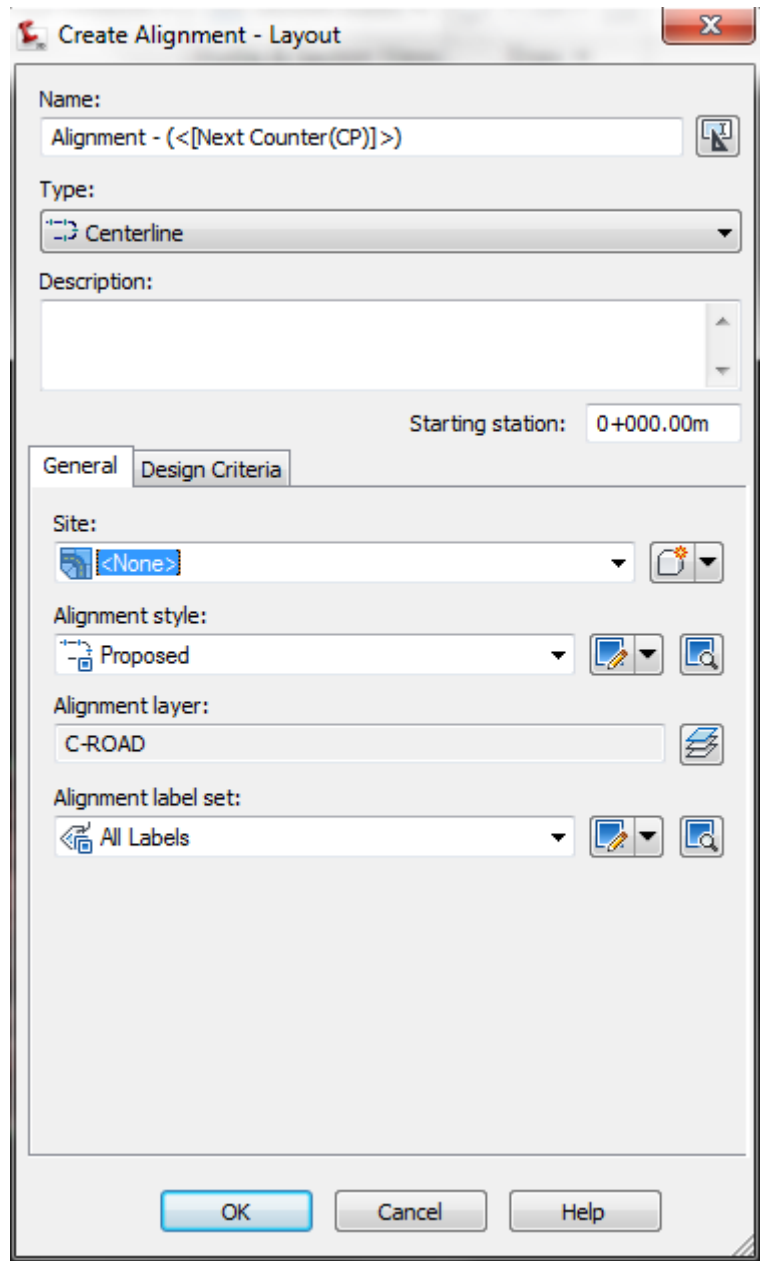 Create Alignment - Layout
Name:
Alignment - (<[Next Counter(CP)]>)
Type:
Centerline
Description:
Starting station: 0+000.00m
General Design Criteria
Site:
<None>
Alignment style:
Proposed
Alignment layer:
C-ROAD
Alignment label set:
All Labels
OK Cancel Help